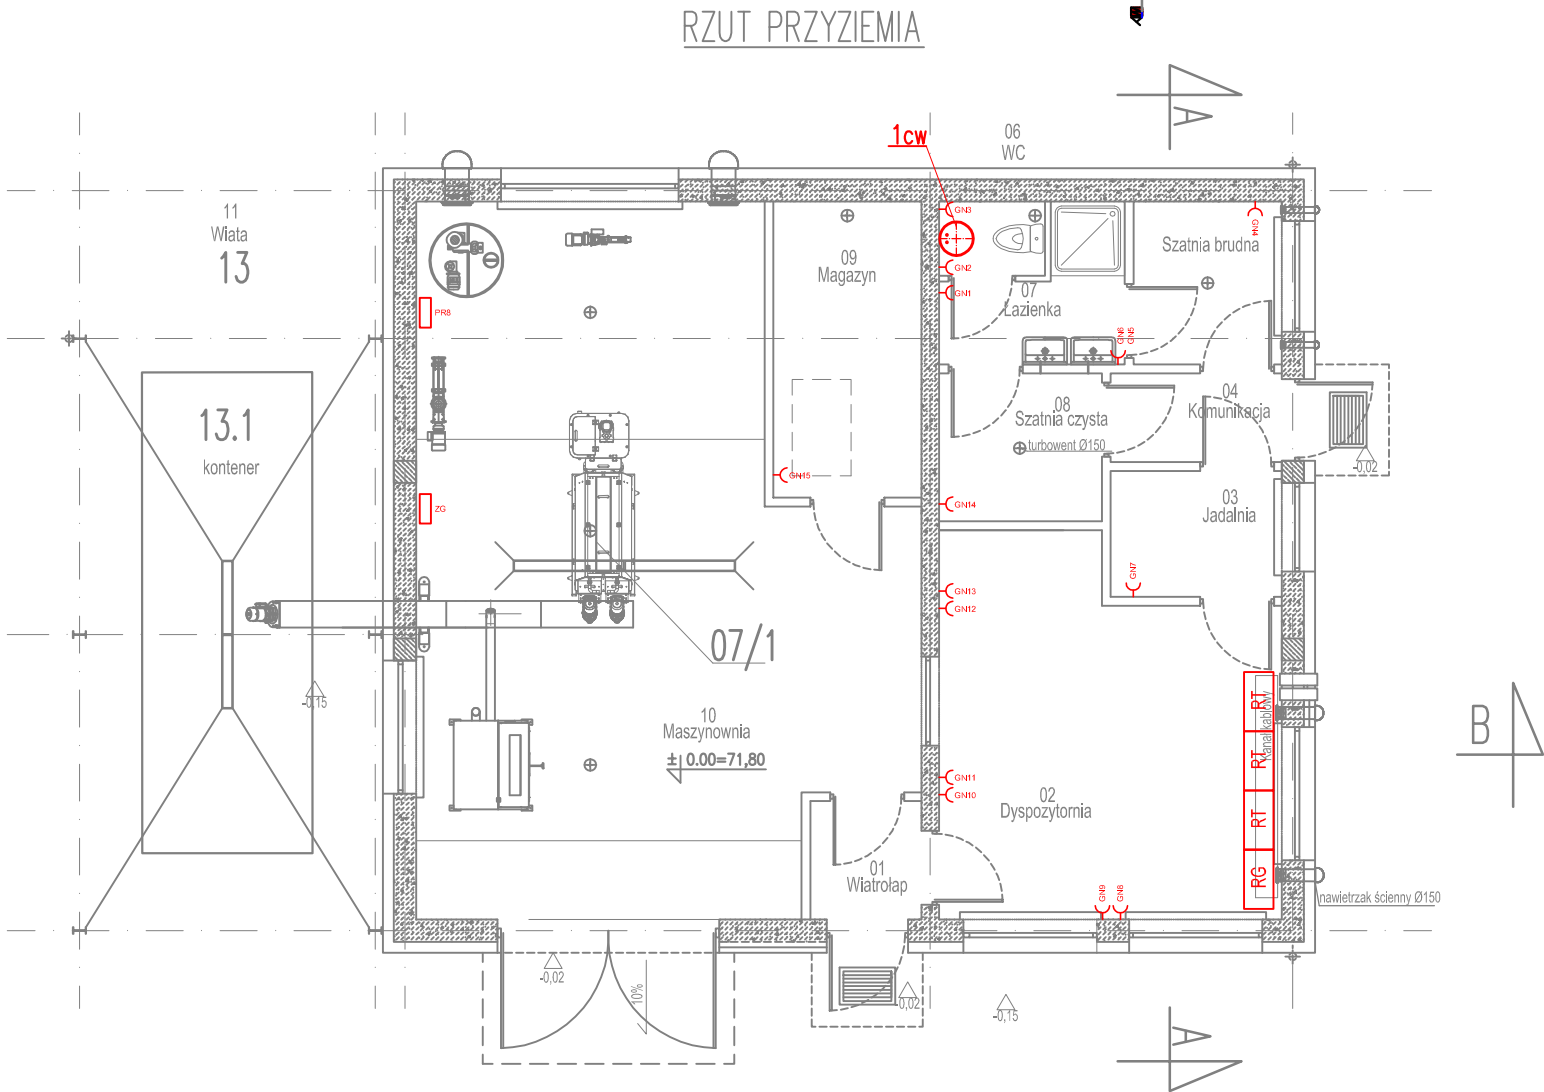 RZUT PRZYZIEMIA
A
1cw
06
WC
11
Wiata
13
GN3
GN4
Szatnia brudna
09
Magazyn
GN2
GN1
07
Łazienka
PR8
GN6
GN5
13.1
kontener
08
Szatnia czysta
turbowent Ø150
04
Komunikacja
-0,02
GN15
ZG
GN14
03
Jadalnia
GN7
GN13
GN12
07/1
-0,15
10
Maszynownia
± 0.00=71,80
RT
Kanał kablowy
RT
RT
RG
B
GN11
GN10
02
Dyspozytornia
01
Wiatrołap
GN9
GN8
nawietrzak ścienny Ø150
-0,02
10%
-0,02
-0,15
A